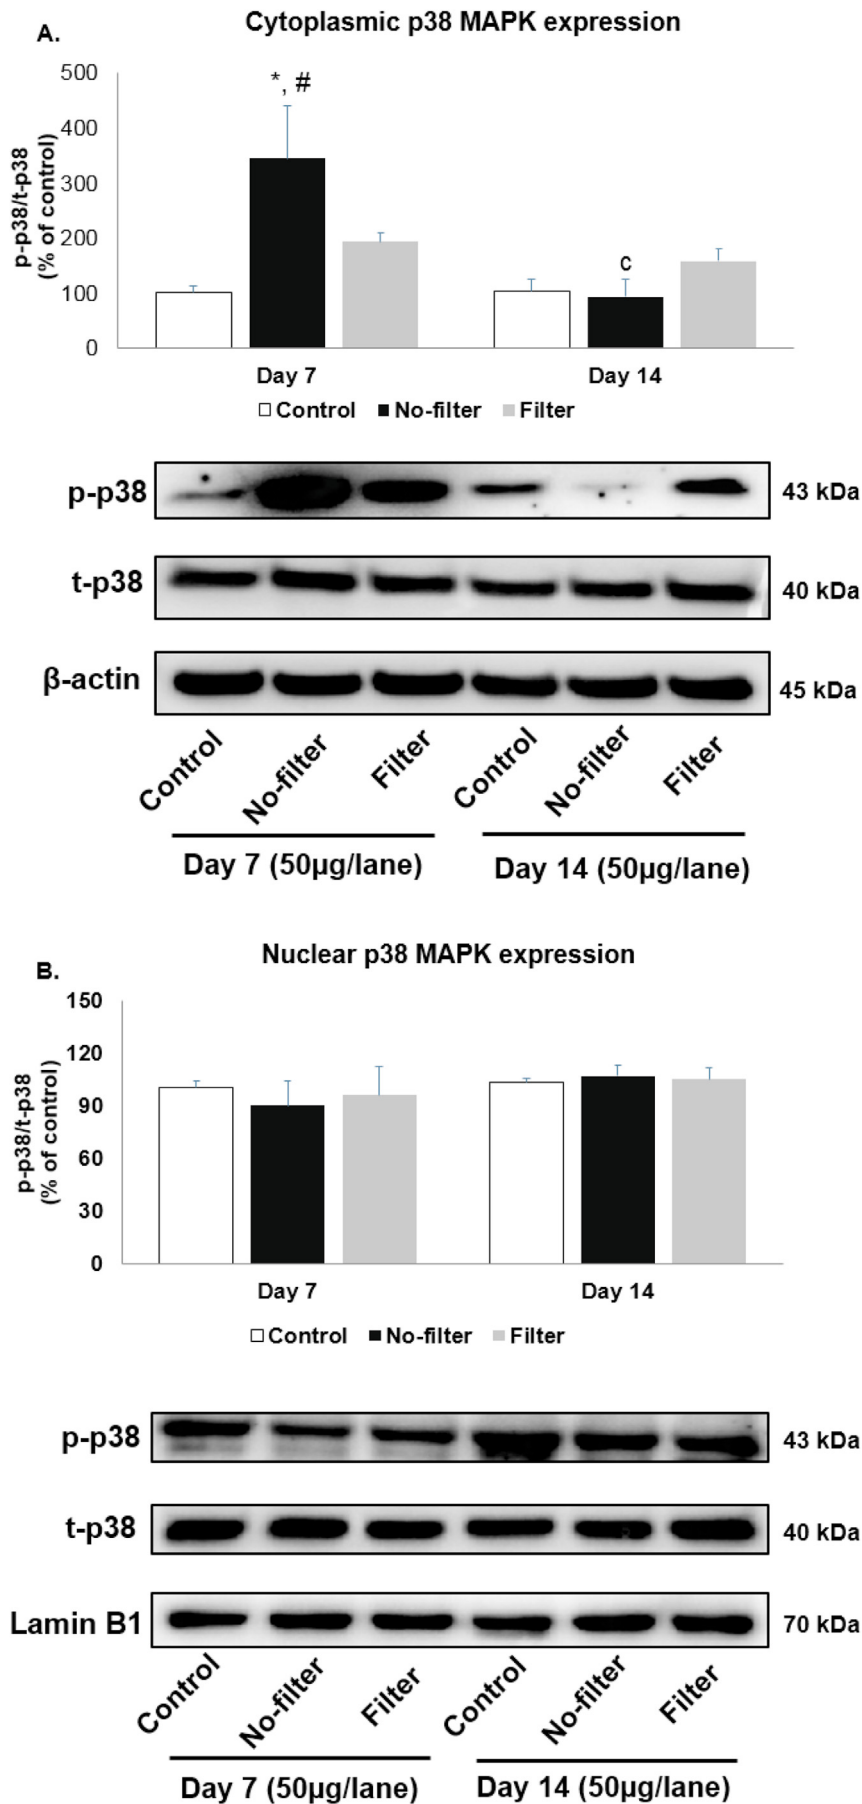 A.
Cytoplasmic p38 MAPK expression
p-p38/t-p38
(% of control)
500
400
300
200
100
0
*, #
c
Day 7
Day 14
Control
No-filter
Filter
p-p38
43 kDa
t-p38
40 kDa
β-actin
45 kDa
Control
No-filter
Filter
Control
No-filter
Filter
Day 7 (50µg/lane)
Day 14 (50µg/lane)
B.
Nuclear p38 MAPK expression
p-p38/t-p38
(% of control)
150
120
90
60
30
0
Day 7
Day 14
Control
No-filter
Filter
p-p38
43 kDa
t-p38
40 kDa
Lamin B1
70 kDa
Control
No-filter
Filter
Control
No-filter
Filter
Day 7 (50µg/lane)
Day 14 (50µg/lane)